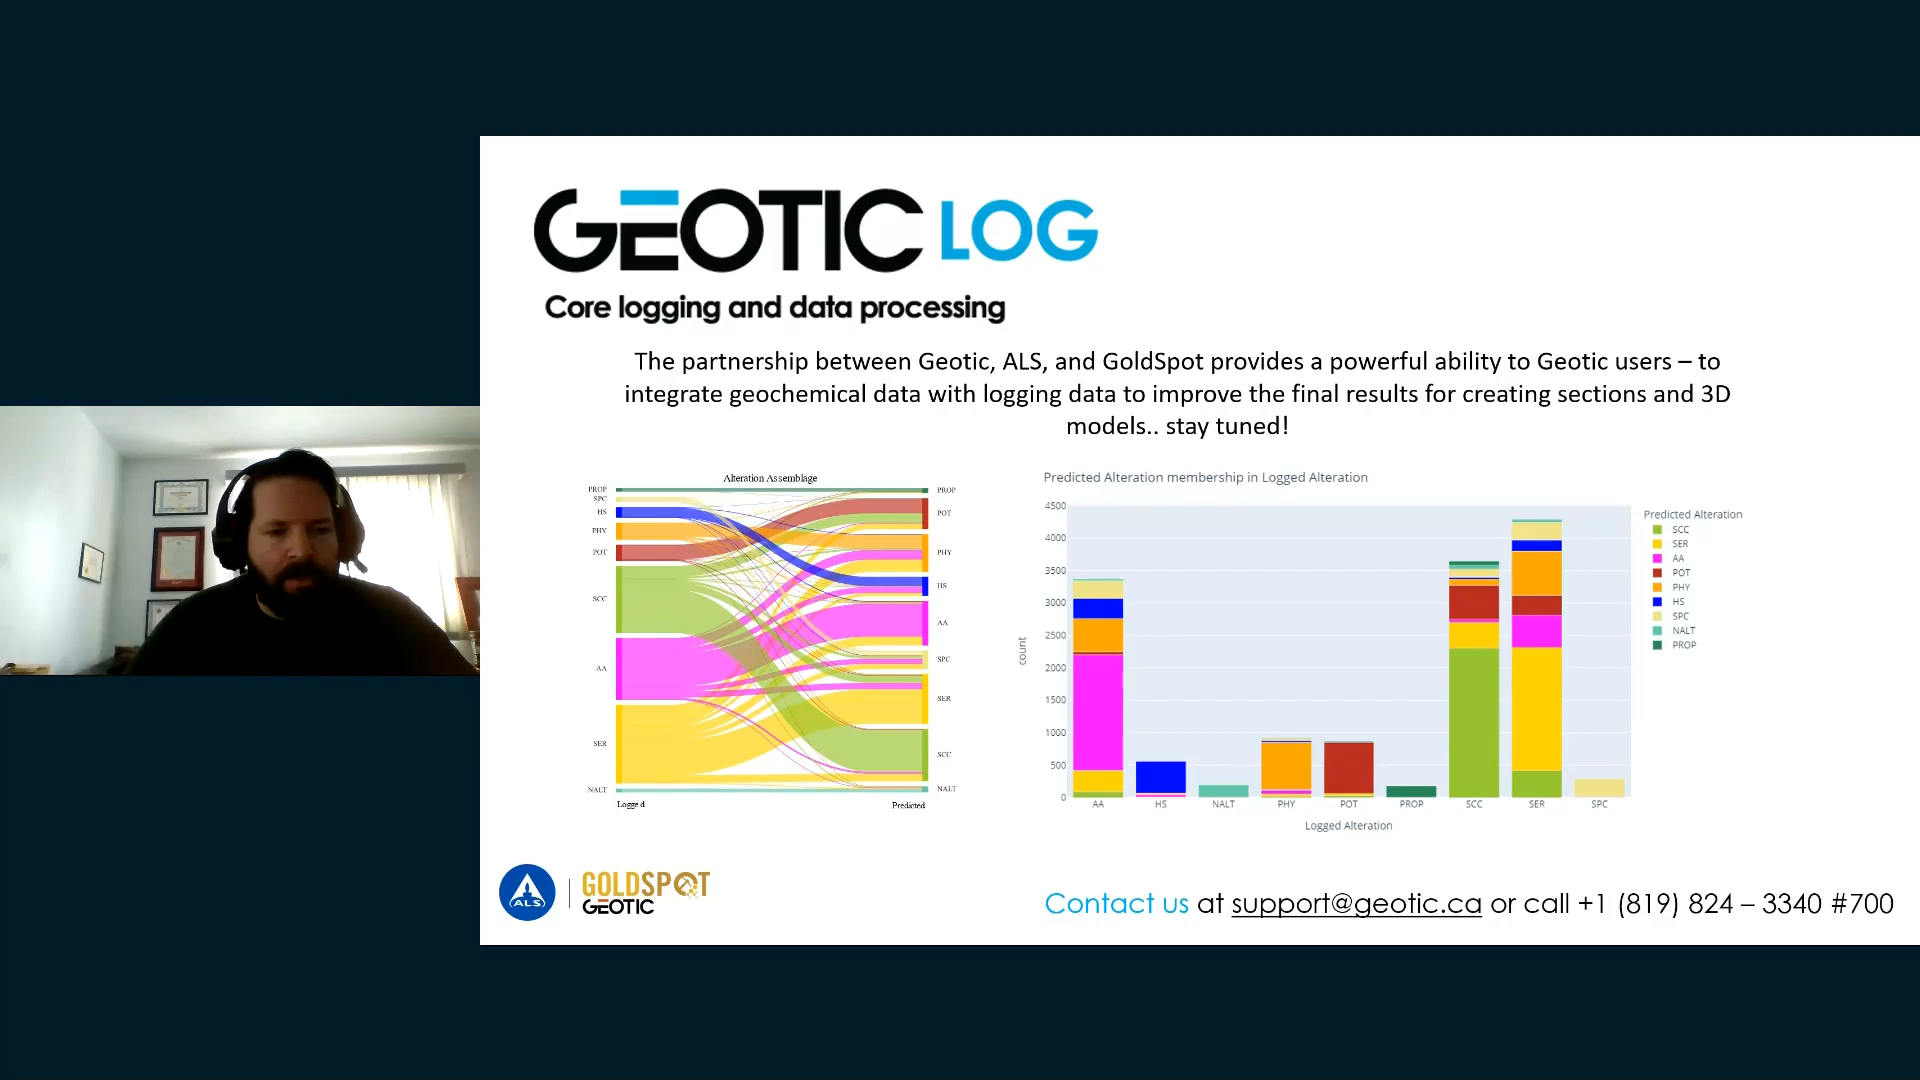 GEOTIC LOG
Core logging and data processing
The partnership between Geotic, ALS, and GoldSpot provides a powerful ability to Geotic users – to
integrate geochemical data with logging data to improve the final results for creating sections and 3D
models.. stay tuned!
Alteration Assemblage
PROP
SPC
HS
PHY
POT
SCC
AA
SER
NALT
Logged
PROP
POT
PHY
HS
AA
SPC
SER
SCC
NALT
Predicted
Predicted Alteration membership in Logged Alteration
count
4500
4000
3500
3000
2500
2000
1500
1000
500
0
AA HS NALT PHY POT PROP SCC SER SPC
Logged Alteration
Predicted Alteration
SCC
SER
AA
POT
PHY
HS
SPC
NALT
PROP
ALS
GOLDSPOT
GEOTIC
Contact us at support@geotic.ca or call +1 (819) 824 – 3340 #700